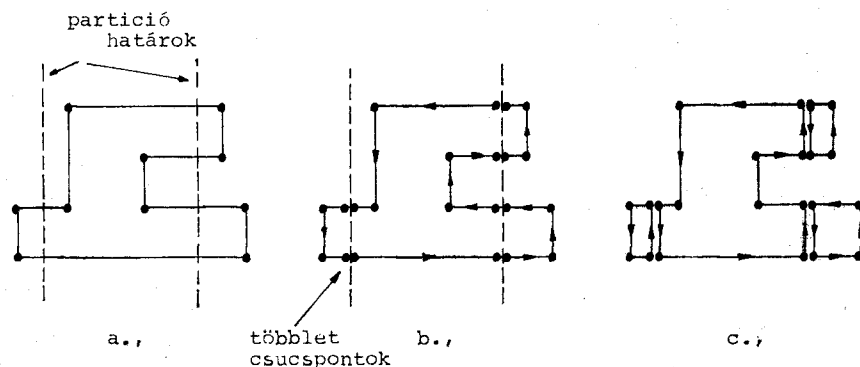 partició
határok
a.,
többlet
csucspontok
b.,
c.,